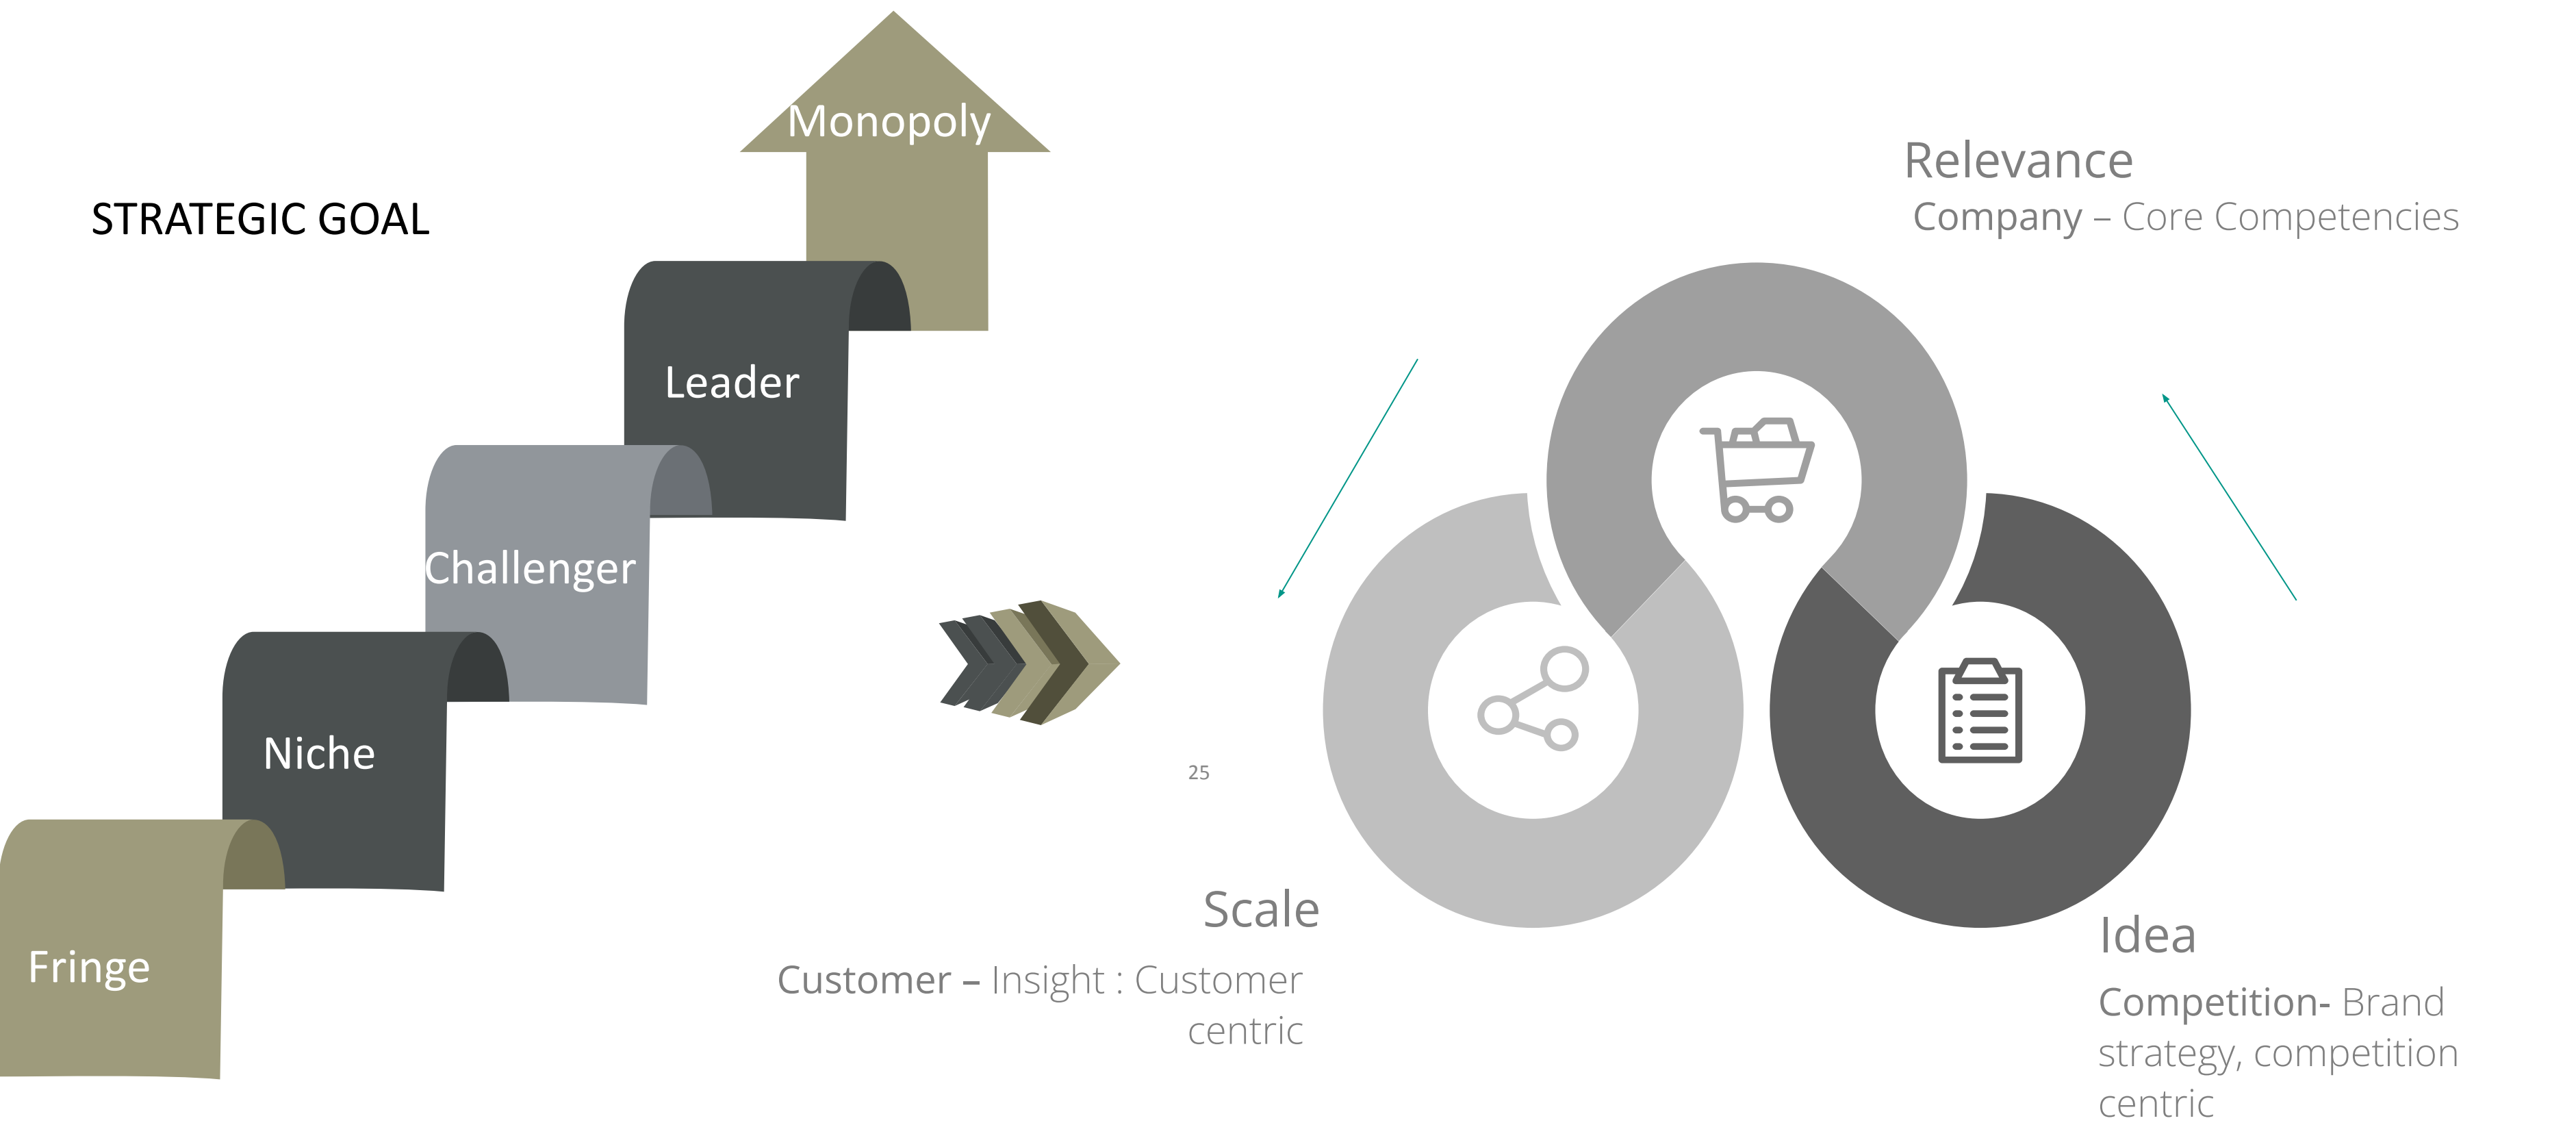 STRATEGIC GOAL
Monopoly
Leader
Challenger
Niche
Fringe
25
Relevance
Company – Core Competencies
Scale
Customer – Insight : Customer
centric
Idea
Competition- Brand
strategy, competition
centric